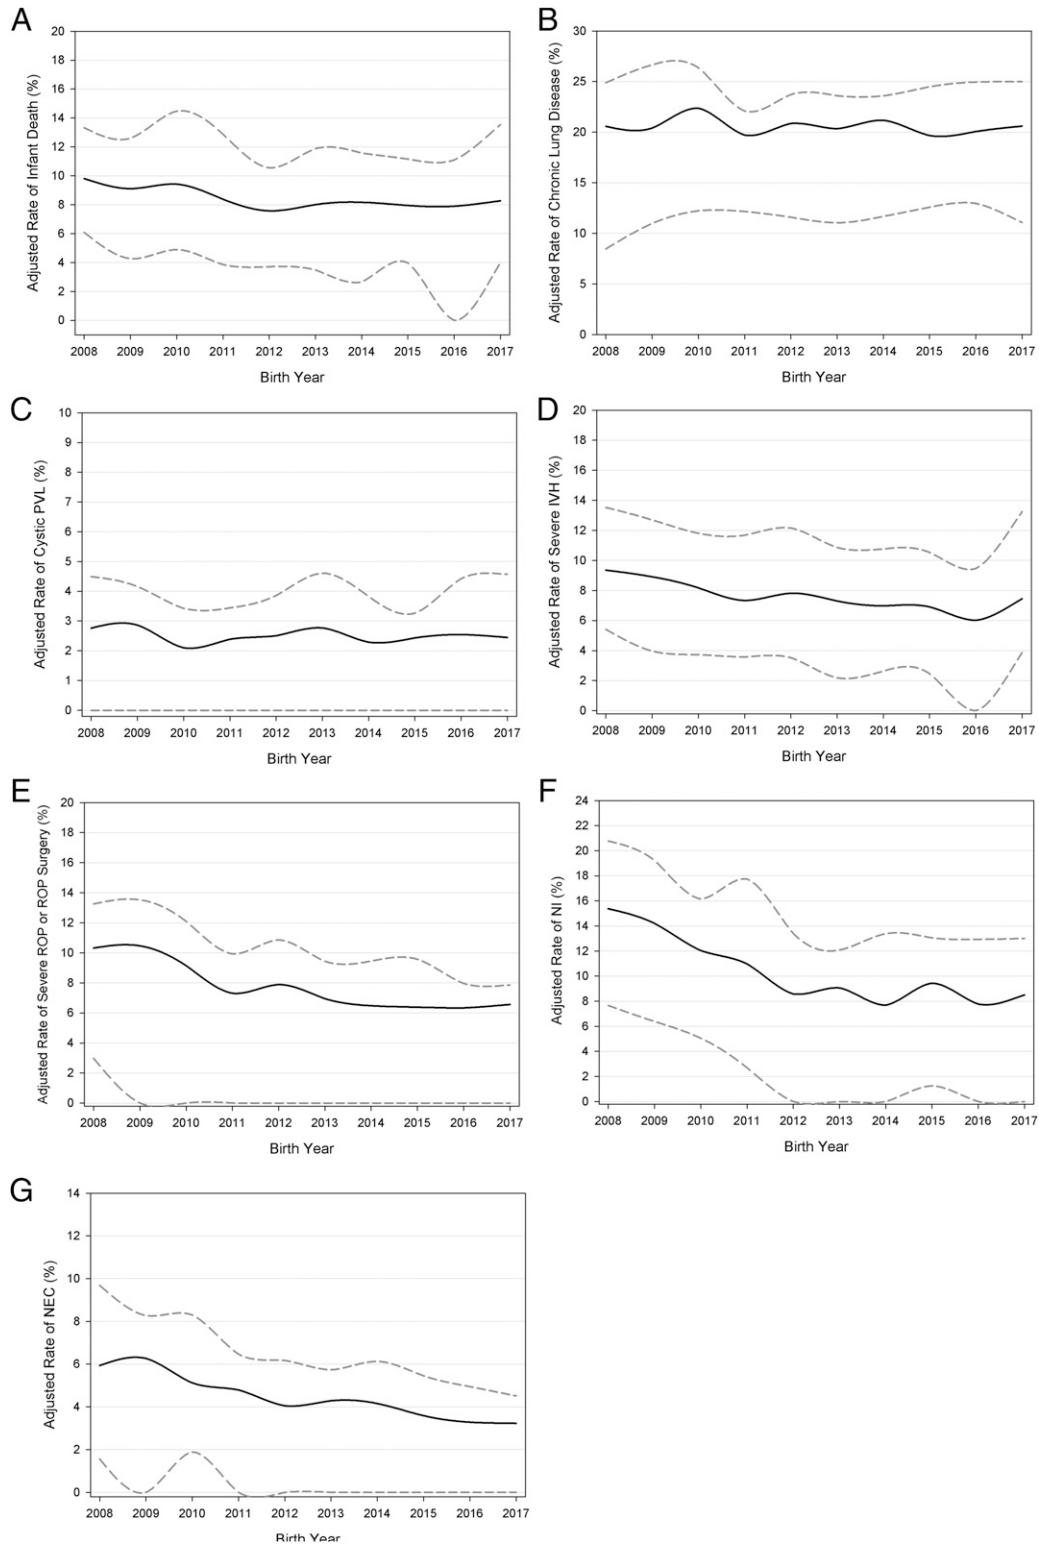 A
Adjusted Rate of Infant Death (%)
20
18
16
14
12
10
8
6
4
2
0
2008 2009 2010 2011 2012 2013 2014 2015 2016 2017
Birth Year
B
Adjusted Rate of Chronic Lung Disease (%)
30
25
20
15
10
5
0
2008 2009 2010 2011 2012 2013 2014 2015 2016 2017
Birth Year
C
Adjusted Rate of Cystic PVL (%)
10
9
8
7
6
5
4
3
2
1
0
2008 2009 2010 2011 2012 2013 2014 2015 2016 2017
Birth Year
D
Adjusted Rate of Severe IVH (%)
20
18
16
14
12
10
8
6
4
2
0
2008 2009 2010 2011 2012 2013 2014 2015 2016 2017
Birth Year
E
Adjusted Rate of Severe ROP or ROP Surgery (%)
20
18
16
14
12
10
8
6
4
2
0
2008 2009 2010 2011 2012 2013 2014 2015 2016 2017
Birth Year
F
Adjusted Rate of NI (%)
24
22
20
18
16
14
12
10
8
6
4
2
0
2008 2009 2010 2011 2012 2013 2014 2015 2016 2017
Birth Year
G
Adjusted Rate of NEC (%)
14
12
10
8
6
4
2
0
2008 2009 2010 2011 2012 2013 2014 2015 2016 2017
Birth Year